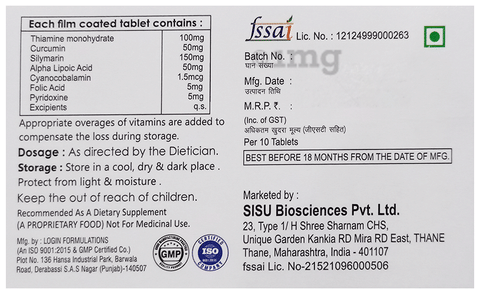 Each film coated tablet contains :
Thiamine monohydrate 100mg
Curcumin 50mg
Silymarin 150mg
Alpha Lipoic Acid 50mg
Cyanocobalamin 1.5mcg
Folic Acid 5mg
Pyridoxine 5mg
Excipients q.s.
Appropriate overages of vitamins are added to
compensate the loss during storage.
Dosage : As directed by the Dietician.
Storage : Store in a cool, dry & dark place .
Protect from light & moisture .
Keep the out of reach of children.
Recommended As A Dietary Supplement
(A PROPRIETARY FOOD) Not For Medicinal Use.
Mfg. by : LOGIN FORMULATIONS
(An ISO 9001:2015 & GMP Certified Co.)
Plot No. 136 Hansa Industrial Park, Barwala
Road, Derabassi S.A.S Nagar (Punjab)-140507
GMP
ISO
fssai Lic. No. : 12124999000263
Batch No. :
घान संख्या
Mfg. Date :
उत्पादन तिथि
M.R.P. ₹. :
(Inc. of GST)
अधिकतम खुदरा मूल्य (जीएसटी सहित)
Per 10 Tablets
BEST BEFORE 18 MONTHS FROM THE DATE OF MFG.
Marketed by :
SISU Biosciences Pvt. Ltd.
23, Type 1/ H Shree Sharnam CHS,
Unique Garden Kankia RD Mira RD East, THANE
Thane, Maharashtra, India - 401107
fssai Lic No-21521096000506